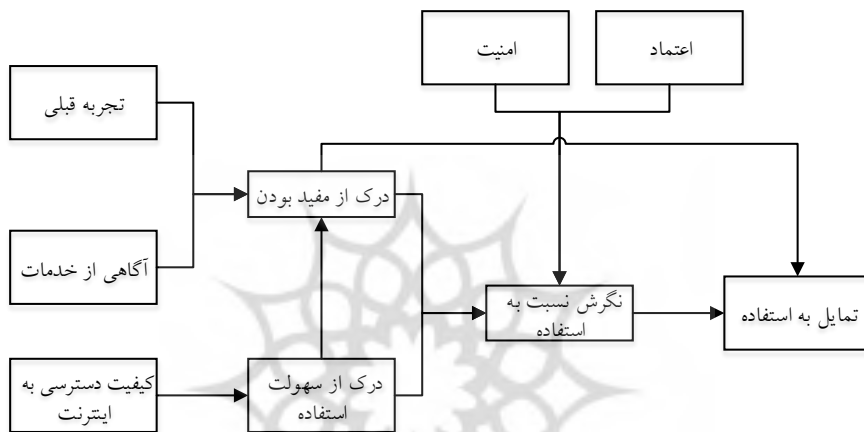 امنیت
اعتماد
تجربه قبلی
درک از مفید بودن
آگاهی از خدمات
نگرش نسبت به
استفاده
تمایل به استفاده
کیفیت دسترسی به
اینترنت
درک از سهولت
استفاده